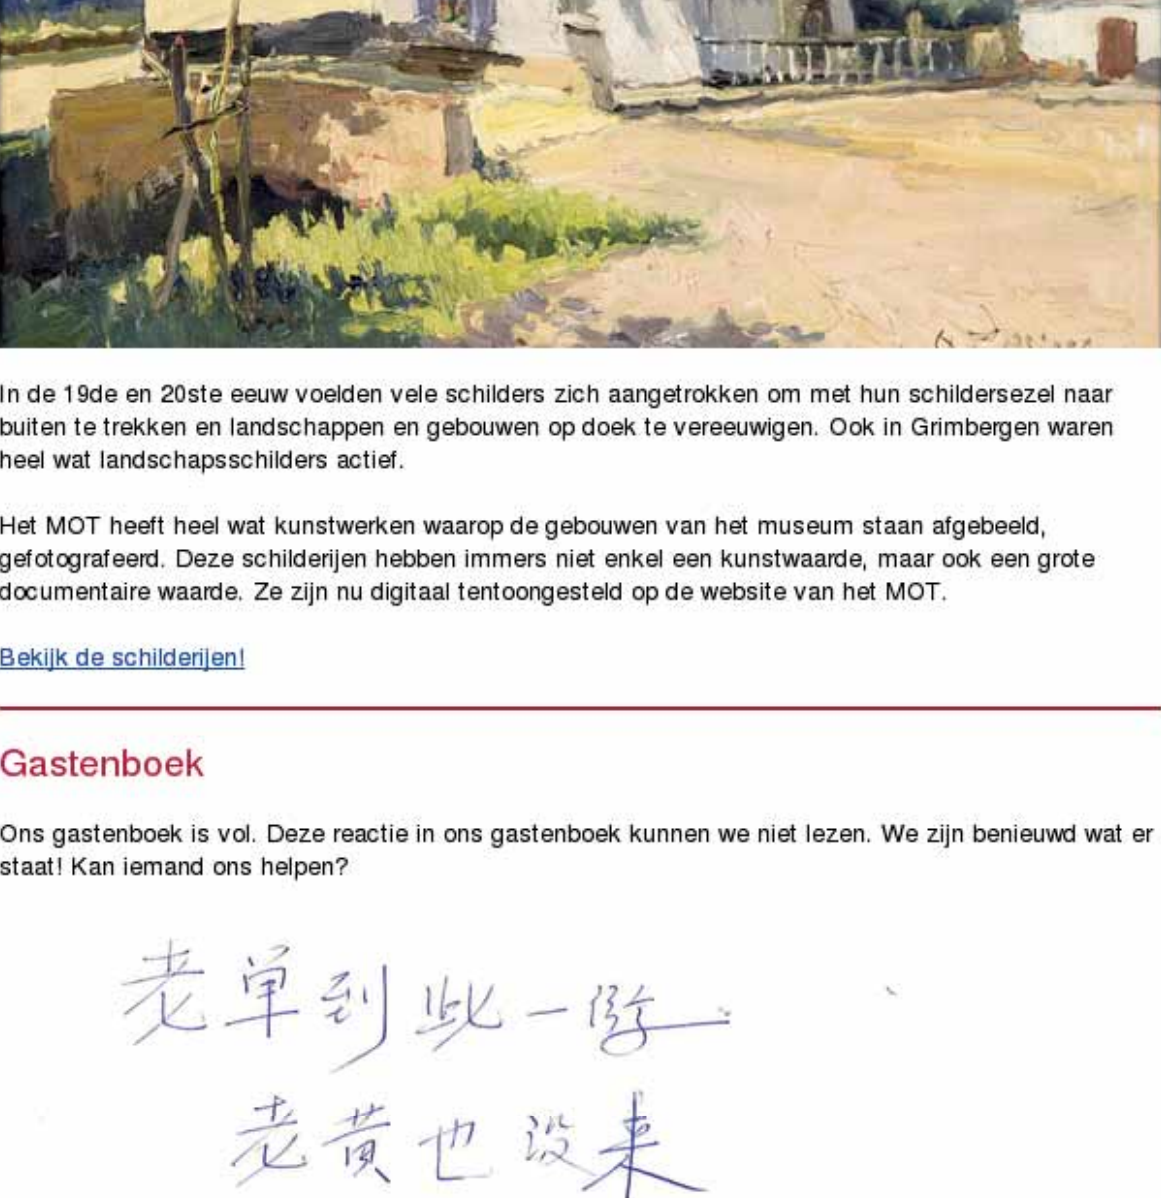 In de 19de en 20ste eeuw voelden vele schilders zich aangetrokken om met hun schildersezel naar
buiten te trekken en landschappen en gebouwen op doek te vereeuwigen. Ook in Grimbergen waren
heel wat landschapsschilders actief.
Het MOT heeft heel wat kunstwerken waarop de gebouwen van het museum staan afgebeeld,
gefotografeerd. Deze schilderijen hebben immers niet enkel een kunstwaarde, maar ook een grote
documentaire waarde. Ze zijn nu digitaal tentoongesteld op de website van het MOT.
Bekijk de schilderijen!
Gastenboek
Ons gastenboek is vol. Deze reactie in ons gastenboek kunnen we niet lezen. We zijn benieuwd wat er
staat! Kan iemand ons helpen?
老单到此一游
老黄也没来